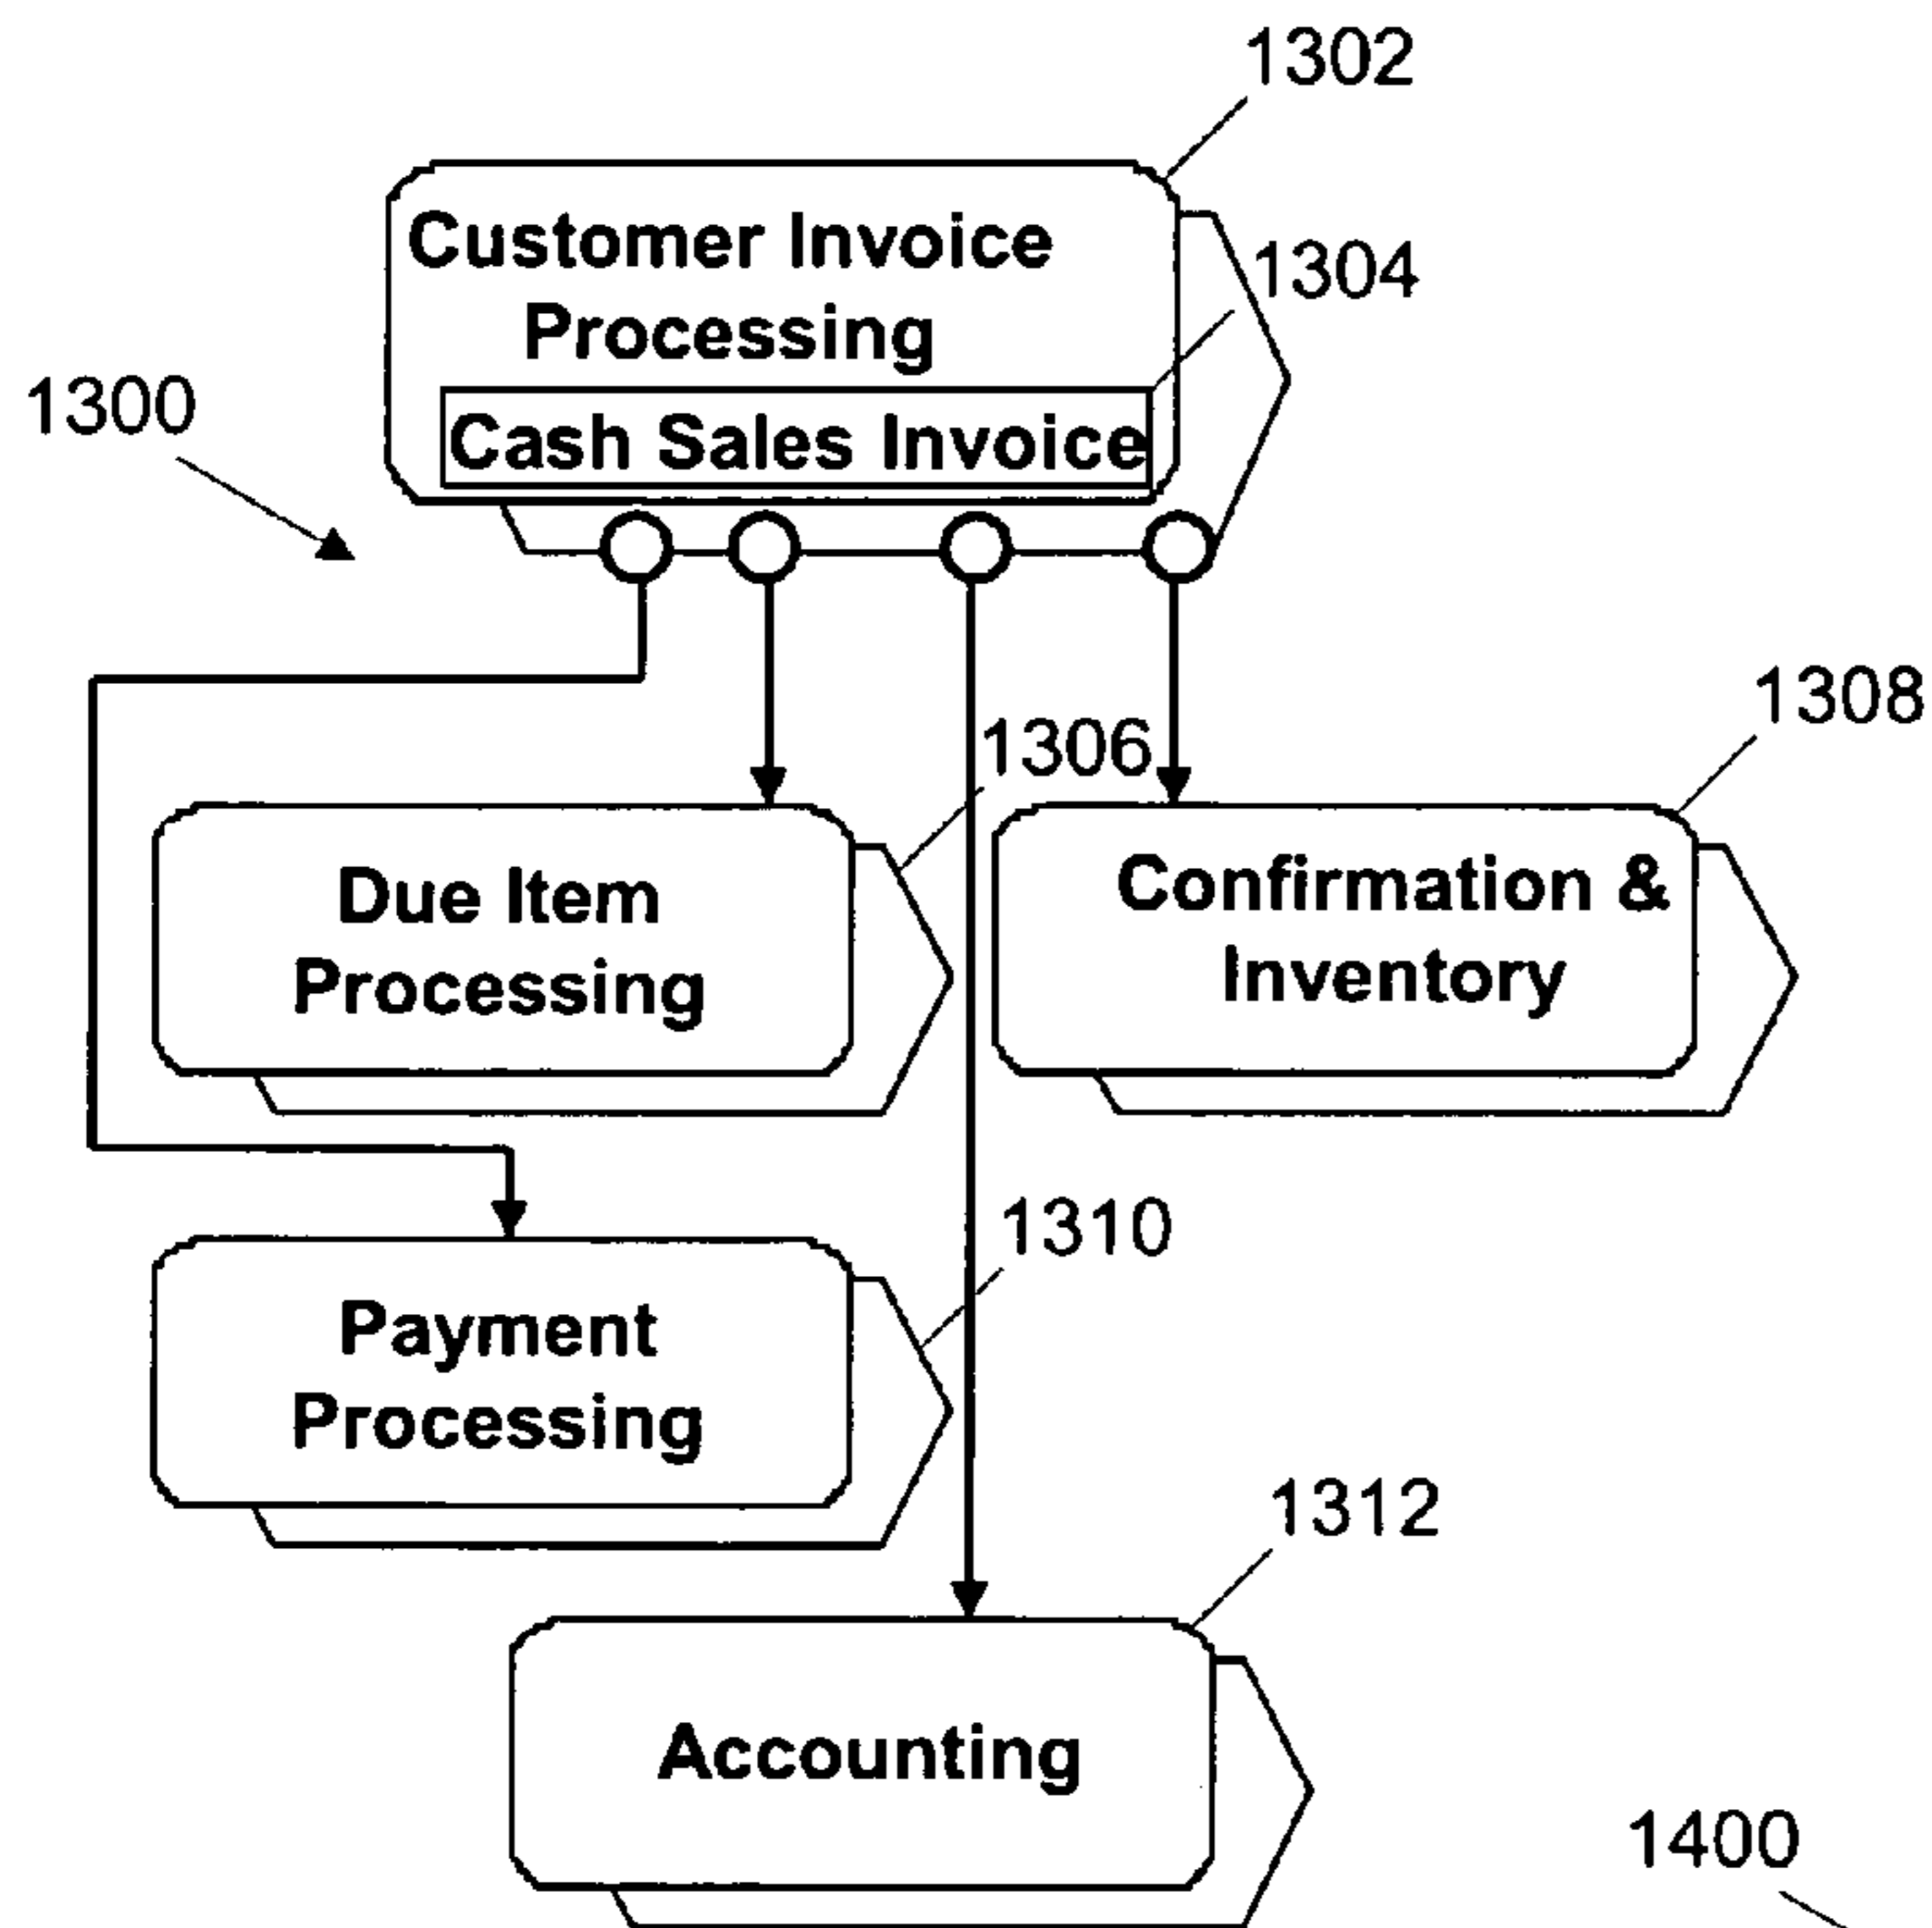 1302
Customer Invoice
Processing
1304
Cash Sales Invoice
1300
1306
1308
Due Item
Processing
Confirmation &
Inventory
1310
Payment
Processing
1312
Accounting
1400